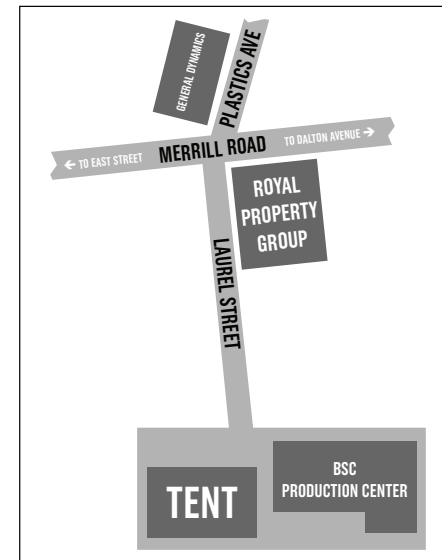 GENERAL DYNAMICS
PLASTICS AVE
← TO EAST STREET
MERRILL ROAD
TO DALTON AVENUE →
ROYAL
PROPERTY
GROUP
LAUREL STREET
TENT
BSC
PRODUCTION CENTER